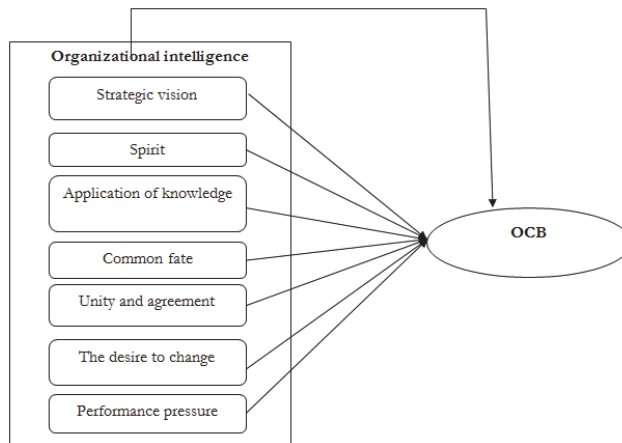 Organizational intelligence
Strategic vision
Spirit
Application of knowledge
Common fate
Unity and agreement
The desire to change
Performance pressure
OCB